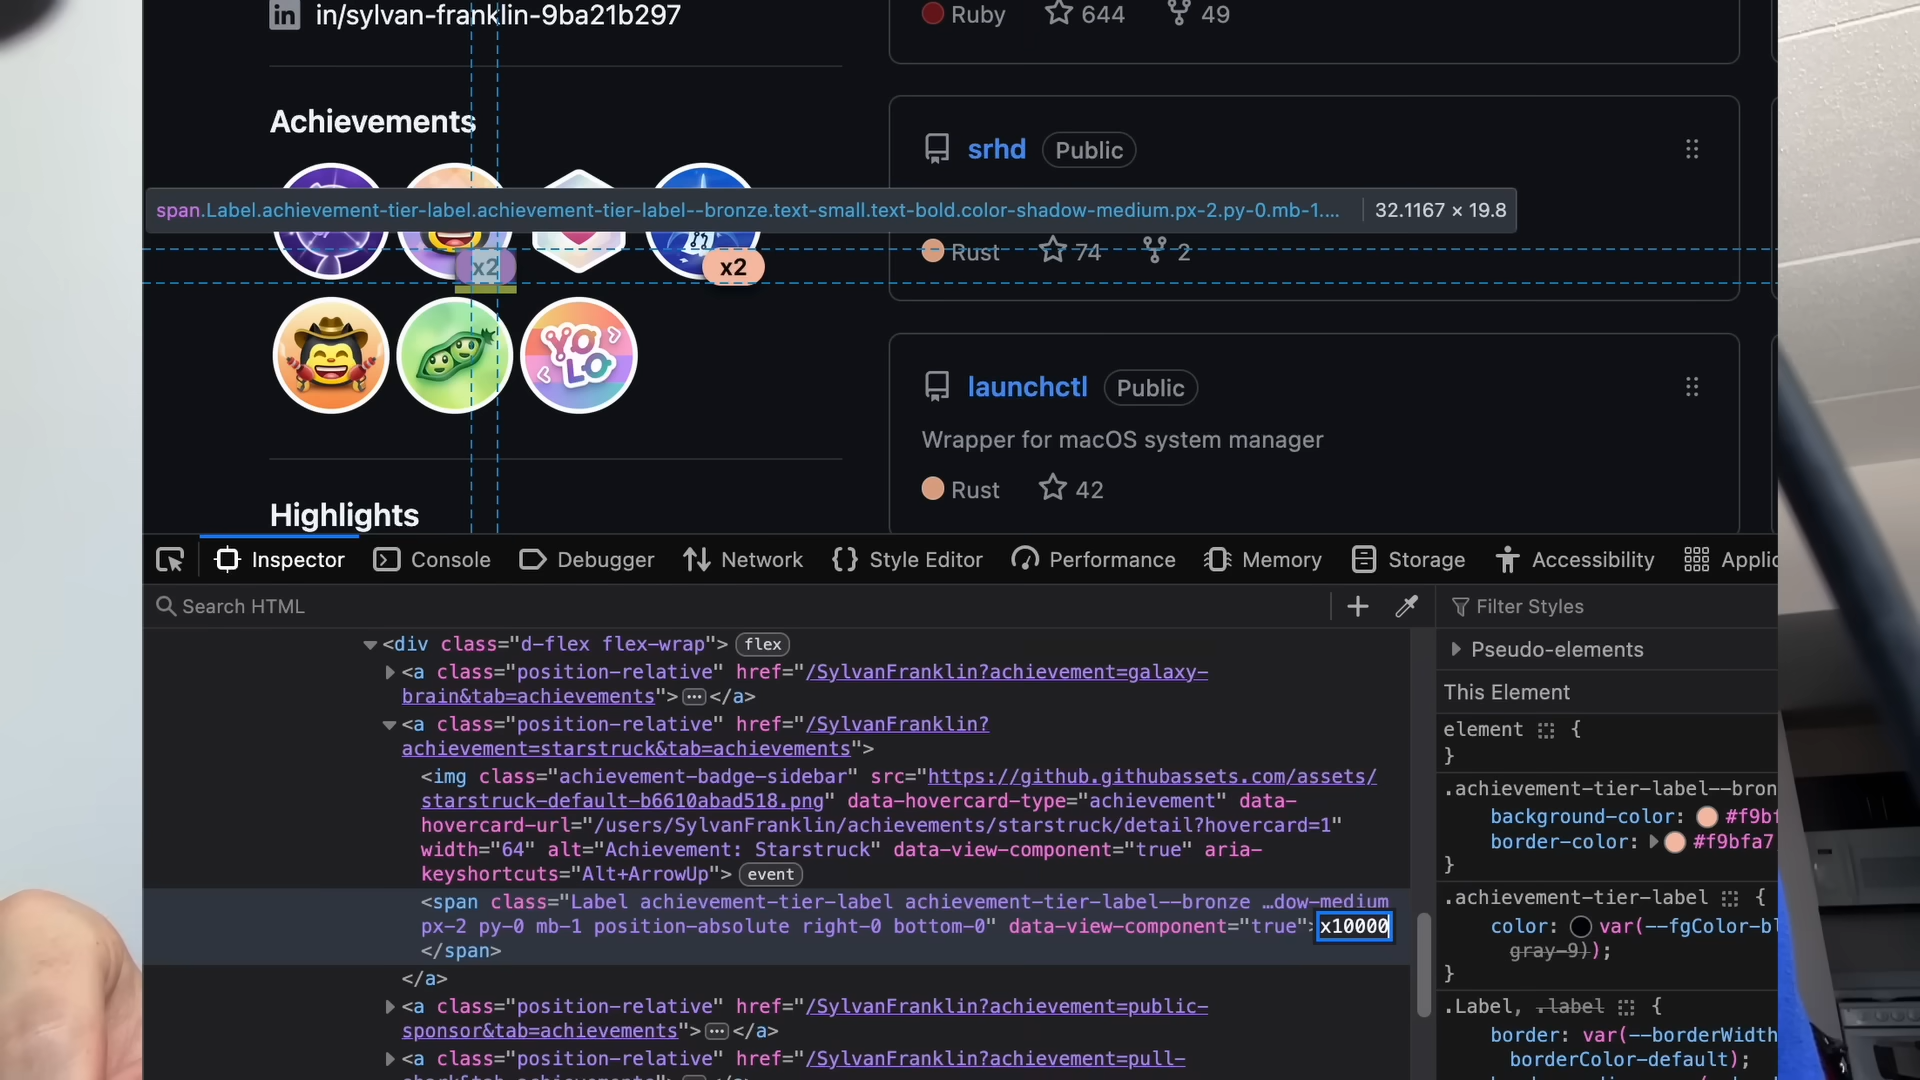 in/sylvan-franklin-9ba21b297
Ruby 644 49
Achievements
srhd Public
span.Label.achievement-tier-label.achievement-tier-label--bronze.text-small.text-bold.color-shadow-medium.px-2.py-0.mb-1.... 32.1167 × 19.8
x2
x2
Rust 74 2
YOLO
launchctl Public
Wrapper for macOS system manager
Rust 42
Highlights
Inspector Console Debugger Network Style Editor Performance Memory Storage Accessibility Applic
Search HTML
Filter Styles
<div class="d-flex flex-wrap"> flex
<a class="position-relative" href="/SylvanFranklin?achievement=galaxy-
brain&tab=achievements"> ... </a>
<a class="position-relative" href="/SylvanFranklin?
achievement=starstruck&tab=achievements">
<img class="achievement-badge-sidebar" src="https://github.githubassets.com/assets/
starstruck-default-b6610abad518.png" data-hovercard-type="achievement" data-
hovercard-url="/users/SylvanFranklin/achievements/starstruck/detail?hovercard=1"
width="64" alt="Achievement: Starstruck" data-view-component="true" aria-
keyshortcuts="Alt+ArrowUp"> event
<span class="Label achievement-tier-label achievement-tier-label--bronze …dow-medium
px-2 py-0 mb-1 position-absolute right-0 bottom-0" data-view-component="true"> x10000
</span>
</a>
<a class="position-relative" href="/SylvanFranklin?achievement=public-
sponsor&tab=achievements"> ... </a>
<a class="position-relative" href="/SylvanFranklin?achievement=pull-
Pseudo-elements
This Element
element {
}
.achievement-tier-label--bron
background-color: #f9bf
border-color: #f9bfa7
}
.achievement-tier-label {
color: var(--fgColor-bl
gray-9));
}
.Label, .label {
border: var(--borderWidth
borderColor-default);